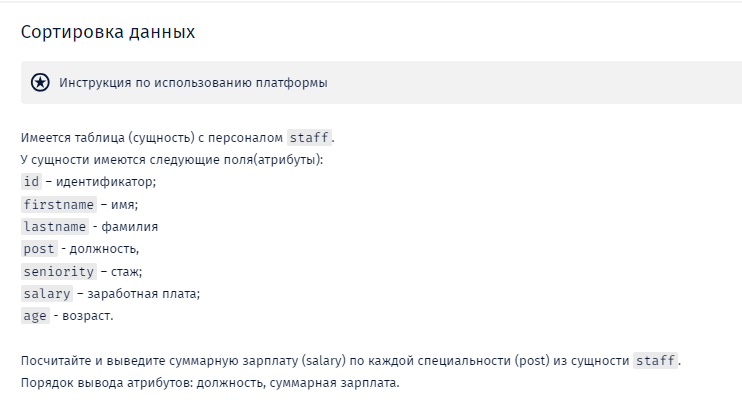 Сортировка данных
Инструкция по использованию платформы
Имеется таблица (сущность) с персоналом staff.
У сущности имеются следующие поля(атрибуты):
id – идентификатор;
firstname – имя;
lastname - фамилия
post - должность,
seniority – стаж;
salary – заработная плата;
age - возраст.
Посчитайте и выведите суммарную зарплату (salary) по каждой специальности (post) из сущности staff.
Порядок вывода атрибутов: должность, суммарная зарплата.